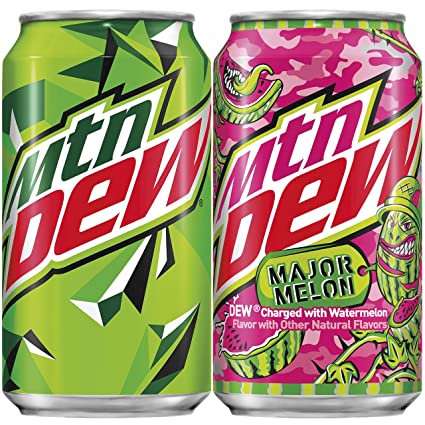 mtn
DEW®
mtn
DEW
MAJOR
MELON
DEW® Charged with Watermelon
Flavor with Other Natural Flavors